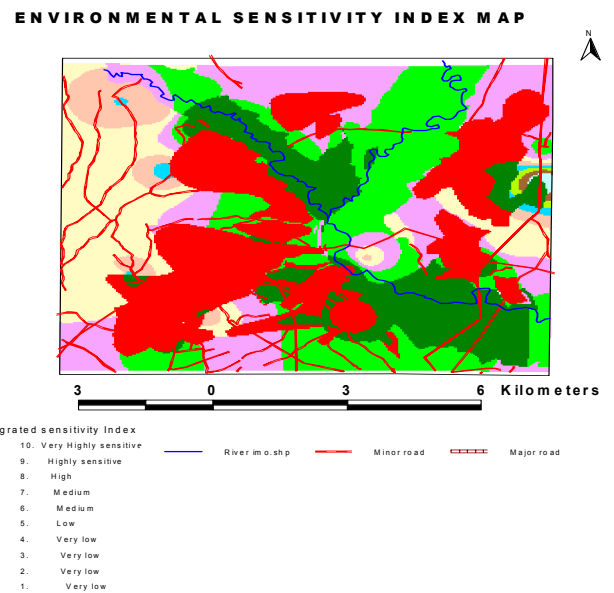 ENVIRONMENTAL SENSITIVITY INDEX MAP
N
3 0 3 6 Kilometers
grated sensitivity Index
10. Very Highly sensitive
9. Highly sensitive
8. High
7. Medium
6. Medium
5. Low
4. Very low
3. Very low
2. Very low
1. Very low
River imo.shp Minor road Major road